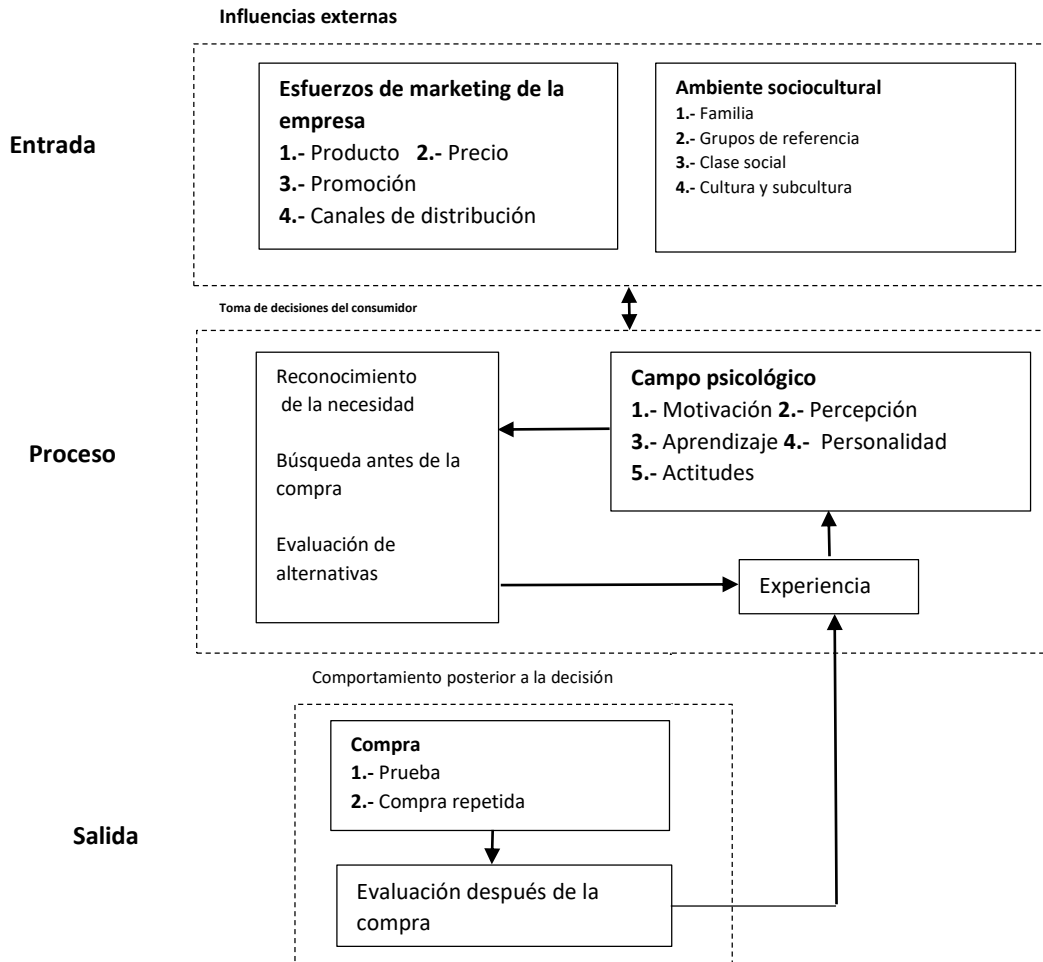 Influencias externas
Esfuerzos de marketing de la
empresa
1.- Producto 2.- Precio
3.- Promoción
4.- Canales de distribución
Ambiente sociocultural
1.- Familia
2.- Grupos de referencia
3.- Clase social
4.- Cultura y subcultura
Entrada
Toma de decisiones del consumidor
Reconocimiento
de la necesidad
Búsqueda antes de la
compra
Evaluación de
alternativas
Campo psicológico
1.- Motivación 2.- Percepción
3.- Aprendizaje 4.- Personalidad
5.- Actitudes
Proceso
Experiencia
Comportamiento posterior a la decisión
Compra
1.- Prueba
2.- Compra repetida
Salida
Evaluación después de la
compra